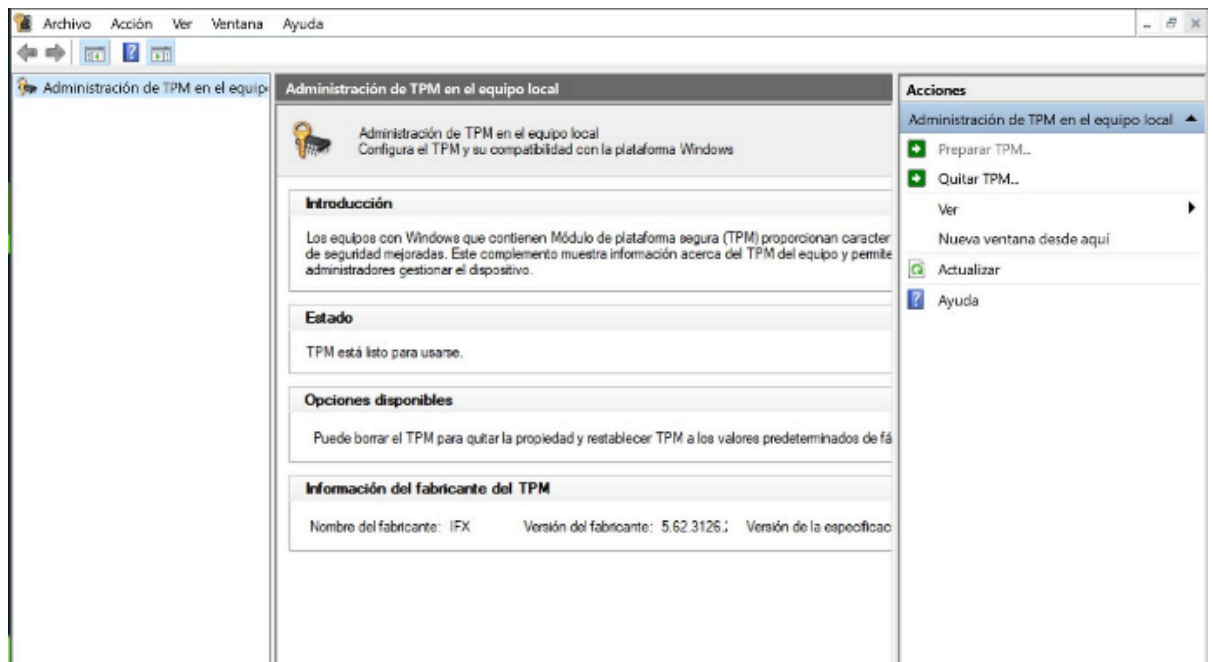 Archivo Acción Ver Ventana Ayuda
Administración de TPM en el equipo
Administración de TPM en el equipo local
Administración de TPM en el equipo local
Configura el TPM y su compatibilidad con la plataforma Windows
Introducción
Los equipos con Windows que contienen Módulo de plataforma segura (TPM) proporcionan caracter
de seguridad mejoradas. Este complemento muestra información acerca del TPM del equipo y permite
administradores gestionar el dispositivo.
Estado
TPM está listo para usarse.
Opciones disponibles
Puede borrar el TPM para quitar la propiedad y restablecer TPM a los valores predeterminados de fá
Información del fabricante del TPM
Nombre del fabricante: IFX Versión del fabricante: 5.62.3126. Versión de la especificac
Acciones
Administración de TPM en el equipo local
Preparar TPM...
Quitar TPM...
Ver
Nueva ventana desde aquí
Actualizar
Ayuda